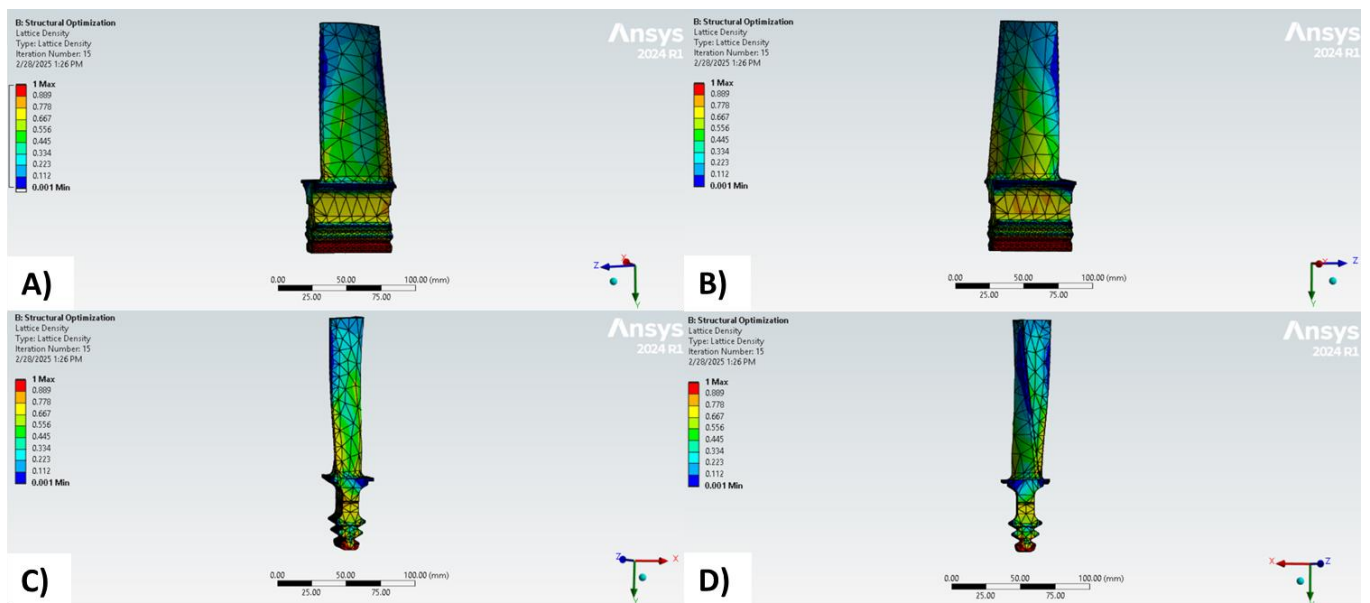 B: Structural Optimization
Lattice Density
Type: Lattice Density
Iteration Number: 15
2/28/2025 1:26 PM
1 Max
0.889
0.778
0.667
0.556
0.445
0.334
0.223
0.112
0.001 Min
Ansys
2024 R1
A)
0.00 50.00 100.00 (mm)
25.00 75.00
Z X Y
B: Structural Optimization
Lattice Density
Type: Lattice Density
Iteration Number: 15
2/28/2025 1:26 PM
1 Max
0.889
0.778
0.667
0.556
0.445
0.334
0.223
0.112
0.001 Min
Ansys
2024 R1
B)
0.00 50.00 100.00 (mm)
25.00 75.00
X Z Y
B: Structural Optimization
Lattice Density
Type: Lattice Density
Iteration Number: 15
2/28/2025 1:26 PM
1 Max
0.889
0.778
0.667
0.556
0.445
0.334
0.223
0.112
0.001 Min
Ansys
2024 R1
C)
0.00 50.00 100.00 (mm)
25.00 75.00
Z X Y
B: Structural Optimization
Lattice Density
Type: Lattice Density
Iteration Number: 15
2/28/2025 1:26 PM
1 Max
0.889
0.778
0.667
0.556
0.445
0.334
0.223
0.112
0.001 Min
Ansys
2024 R1
D)
0.00 50.00 100.00 (mm)
25.00 75.00
X Z Y